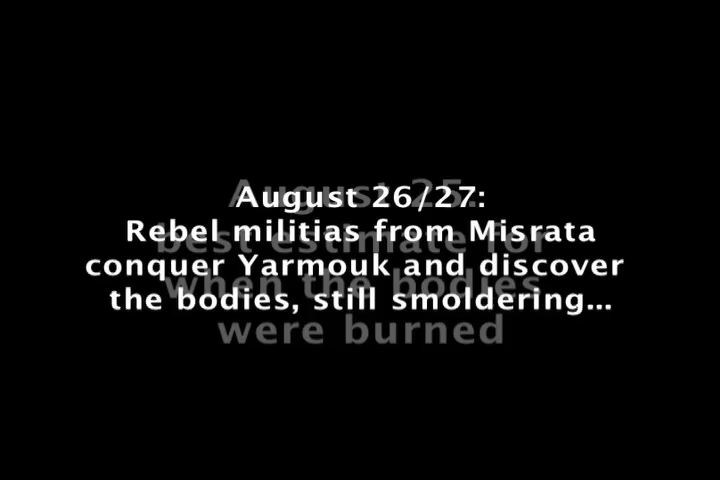 August 26/27:
Rebel militias from Misrata
conquer Yarmouk and discover
the bodies, still smoldering...
August 25:
best estimate for
when the bodies
were burned